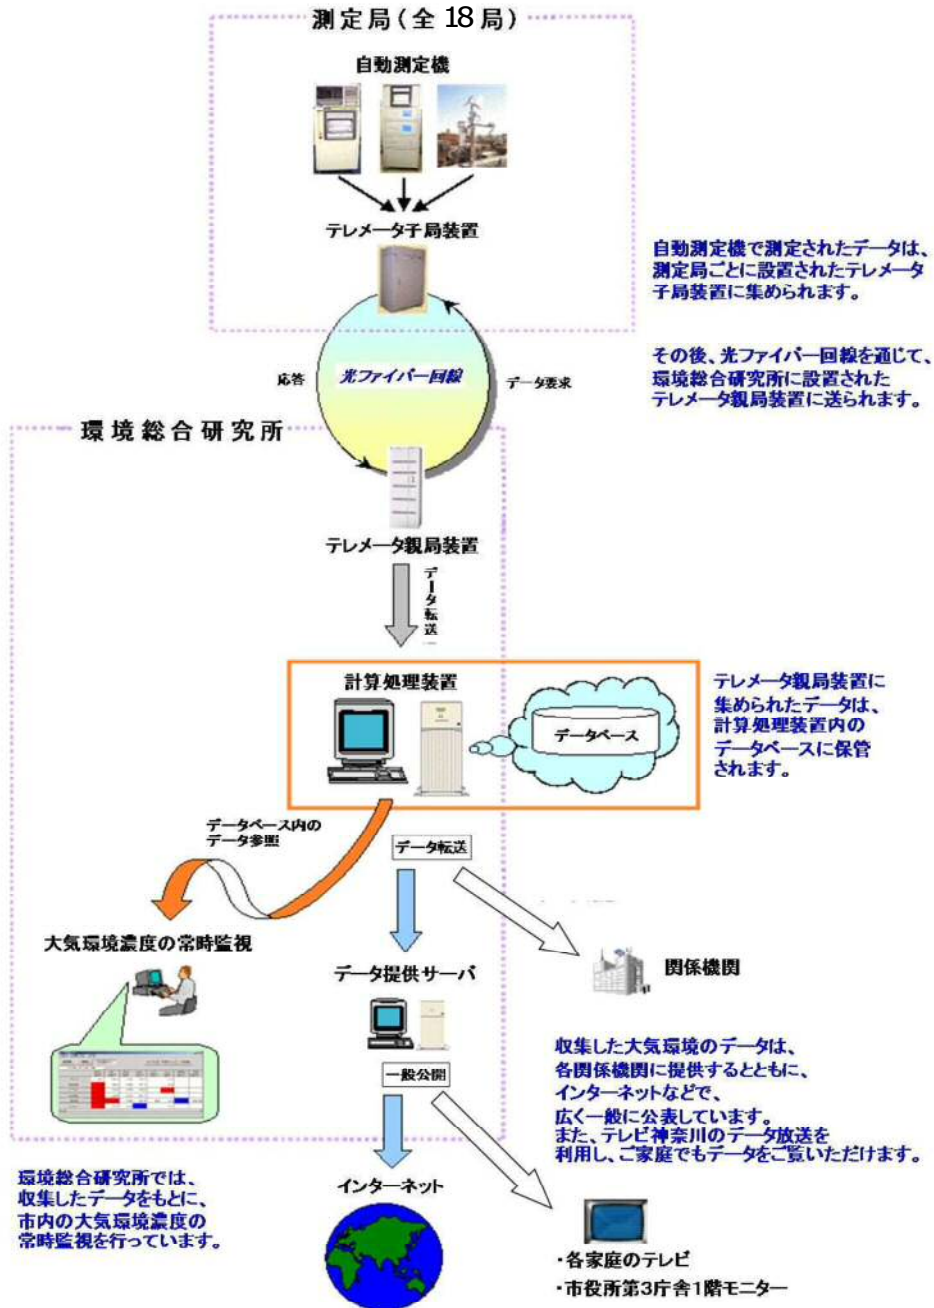 測定局(全 18 局)
自動測定機
テレメータ子局装置
自動測定機で測定されたデータは、
測定局ごとに設置されたテレメータ
子局装置に集められます。
その後、光ファイバー回線を通じて、
環境総合研究所に設置された
テレメータ親局装置に送られます。
応答
光ファイバー回線
データ要求
環境総合研究所
テレメータ親局装置
データ転送
計算処理装置
データベース
テレメータ親局装置に
集められたデータは、
計算処理装置内の
データベースに保管
されます。
データベース内の
データ参照
データ転送
大気環境濃度の常時監視
データ提供サーバ
関係機関
一般公開
収集した大気環境のデータは、
各関係機関に提供するとともに、
インターネットなどで、
広く一般に公表しています。
また、テレビ神奈川のデータ放送を
利用し、ご家庭でもデータをご覧いただけます。
環境総合研究所では、
収集したデータをもとに、
市内の大気環境濃度の
常時監視を行っています。
インターネット
・各家庭のテレビ
・市役所第3庁舎1階モニター